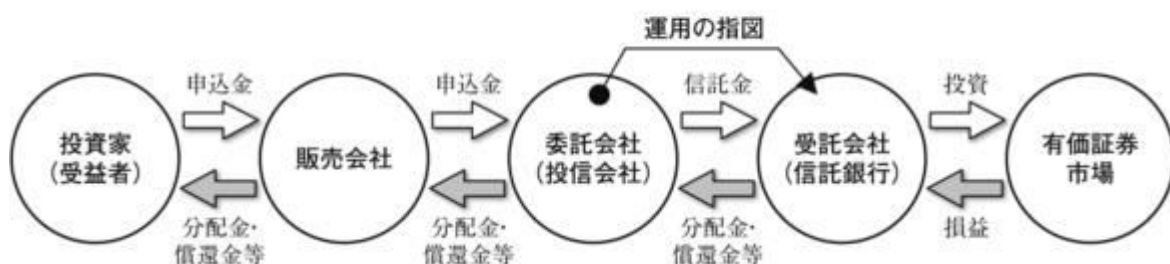 運用の指図
申込金
申込金
信託金
投資
投資家
(受益者)
販売会社
委託会社
(投信会社)
受託会社
(信託銀行)
有価証券
市場
分配金・
償還金等
分配金・
償還金等
分配金・
償還金等
損益